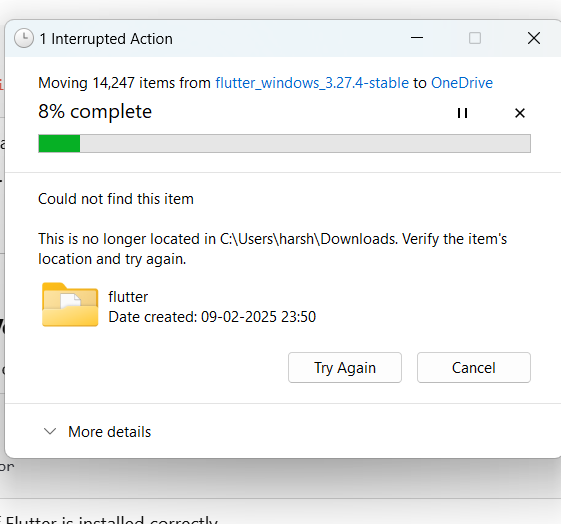 1 Interrupted Action
Moving 14,247 items from flutter_windows_3.27.4-stable to OneDrive
8% complete
Could not find this item
This is no longer located in C:\Users\harsh\Downloads. Verify the item's
location and try again.
flutter
Date created: 09-02-2025 23:50
Try Again
Cancel
More details
or
Flutter is installed correctly